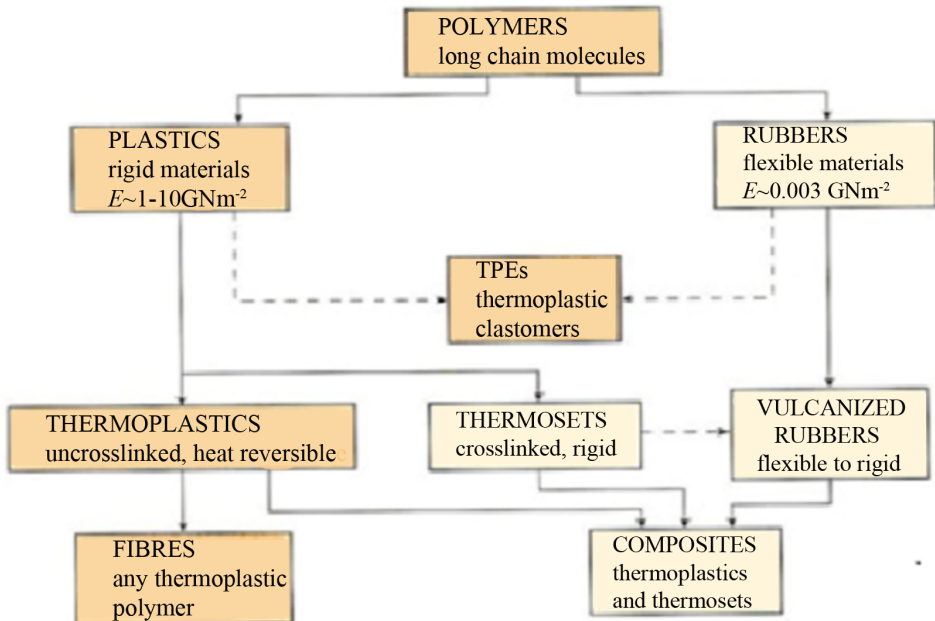 POLYMERS
long chain molecules
PLASTICS
rigid materials
E~1-10GNm⁻²
RUBBERS
flexible materials
E~0.003 GNm⁻²
TPEs
thermoplastic
clastomers
THERMOPLASTICS
uncrosslinked, heat reversible
THERMOSETS
crosslinked, rigid
VULCANIZED
RUBBERS
flexible to rigid
FIBRES
any thermoplastic
polymer
COMPOSITES
thermoplastics
and thermosets